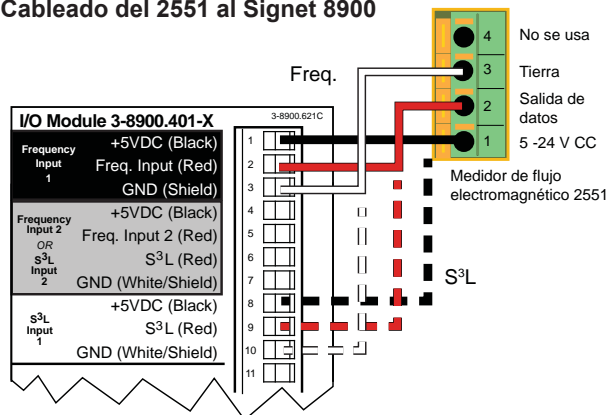 Cableado del 2551 al Signet 8900
4 No se usa
3 Tierra
2 Salida de
datos
1 5 -24 V CC
Medidor de flujo
electromagnético 2551
Freq.
S³L
I/O Module 3-8900.401-X
3-8900.621C
Frequency
Input
1
+5VDC (Black)
Freq. Input (Red)
GND (Shield)
Frequency
Input 2
OR
S³L
Input
2
+5VDC (Black)
Freq. Input 2 (Red)
S³L (Red)
GND (White/Shield)
S³L
Input
1
+5VDC (Black)
S³L (Red)
GND (White/Shield)
1
2
3
4
5
6
7
8
9
10
11